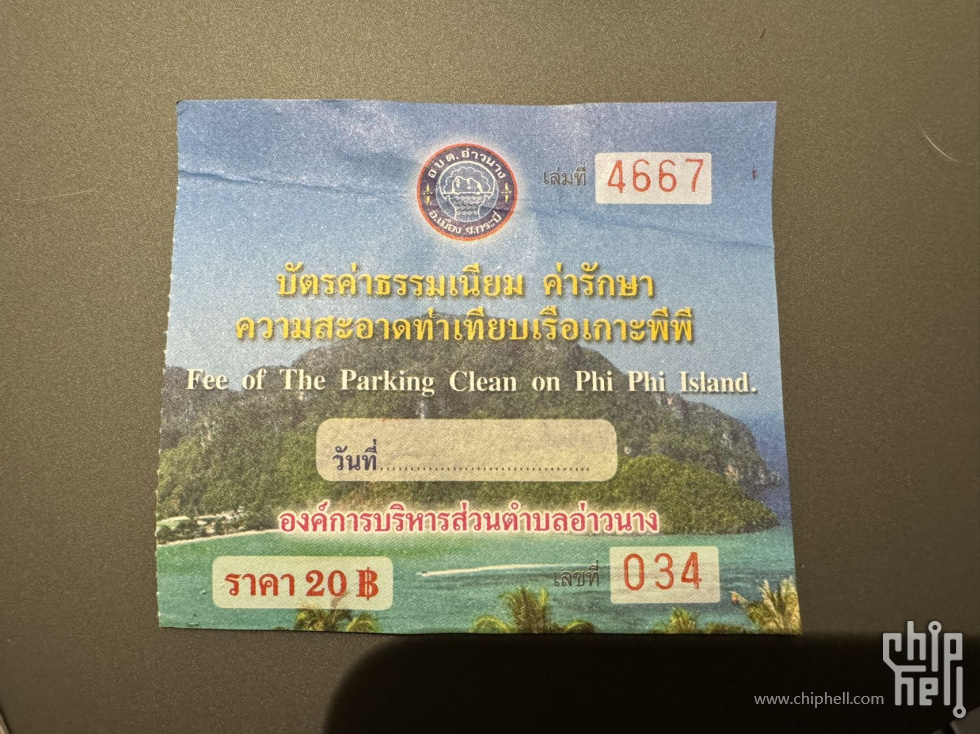 อ.บ.ต.อ่าวนาง
อ.เมือง จ.กระบี่
เล่มที่ 4667
บัตรค่าธรรมเนียม ค่ารักษา
ความสะอาดท่าเทียบเรือเกาะพีพี
Fee of The Parking Clean on Phi Phi Island.
วันที่......................................
องค์การบริหารส่วนตำบลอ่าวนาง
ราคา 20 ฿
เลขที่ 034
chip
hell
www.chiphell.com